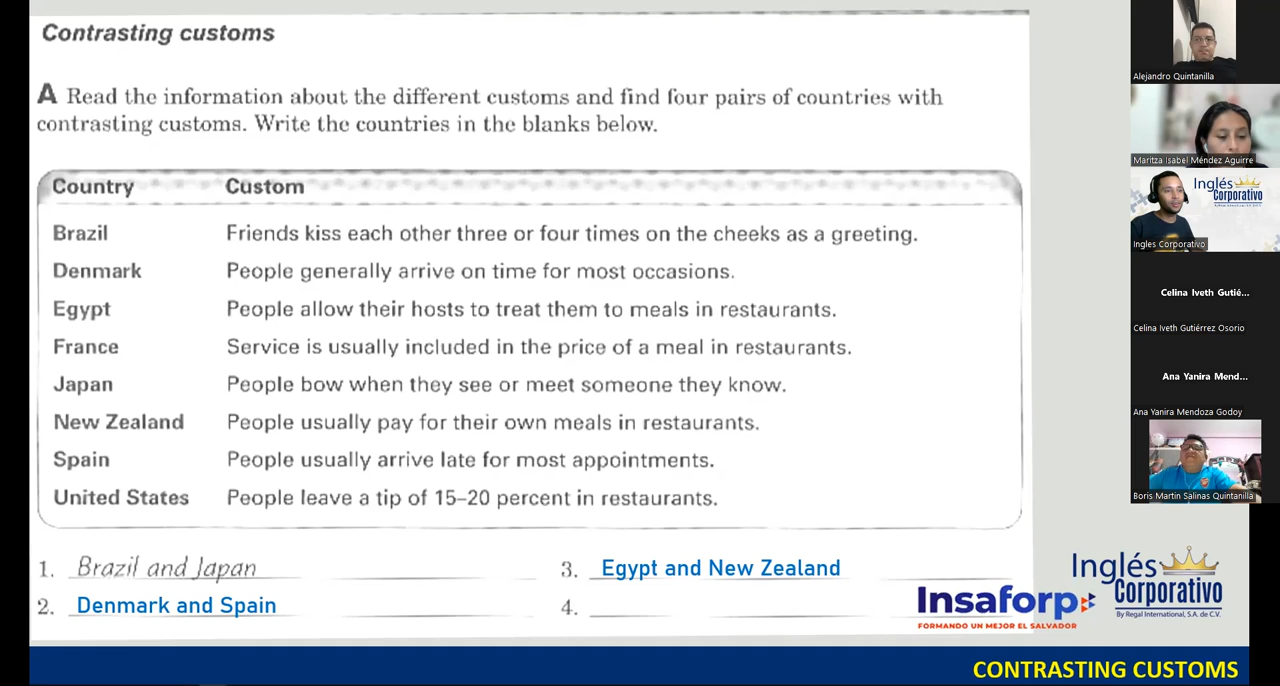 Contrasting customs
A Read the information about the different customs and find four pairs of countries with
contrasting customs. Write the countries in the blanks below.
Country Custom
Brazil Friends kiss each other three or four times on the cheeks as a greeting.
Denmark People generally arrive on time for most occasions.
Egypt People allow their hosts to treat them to meals in restaurants.
France Service is usually included in the price of a meal in restaurants.
Japan People bow when they see or meet someone they know.
New Zealand People usually pay for their own meals in restaurants.
Spain People usually arrive late for most appointments.
United States People leave a tip of 15–20 percent in restaurants.
1. Brazil and Japan
2. Denmark and Spain
3. Egypt and New Zealand
4.
Insaforp
FORMANDO UN MEJOR EL SALVADOR
Inglés
Corporativo
By Regal International, S.A. de C.V.
CONTRASTING CUSTOMS
Alejandro Quintanilla
Maritza Isabel Méndez Aguirre
Inglés
Corporativo
Ingles Corporativo
Celina Iveth Gutié...
Celina Iveth Gutiérrez Osorio
Ana Yanira Mend...
Ana Yanira Mendoza Godoy
Boris Martin Salinas Quintanilla